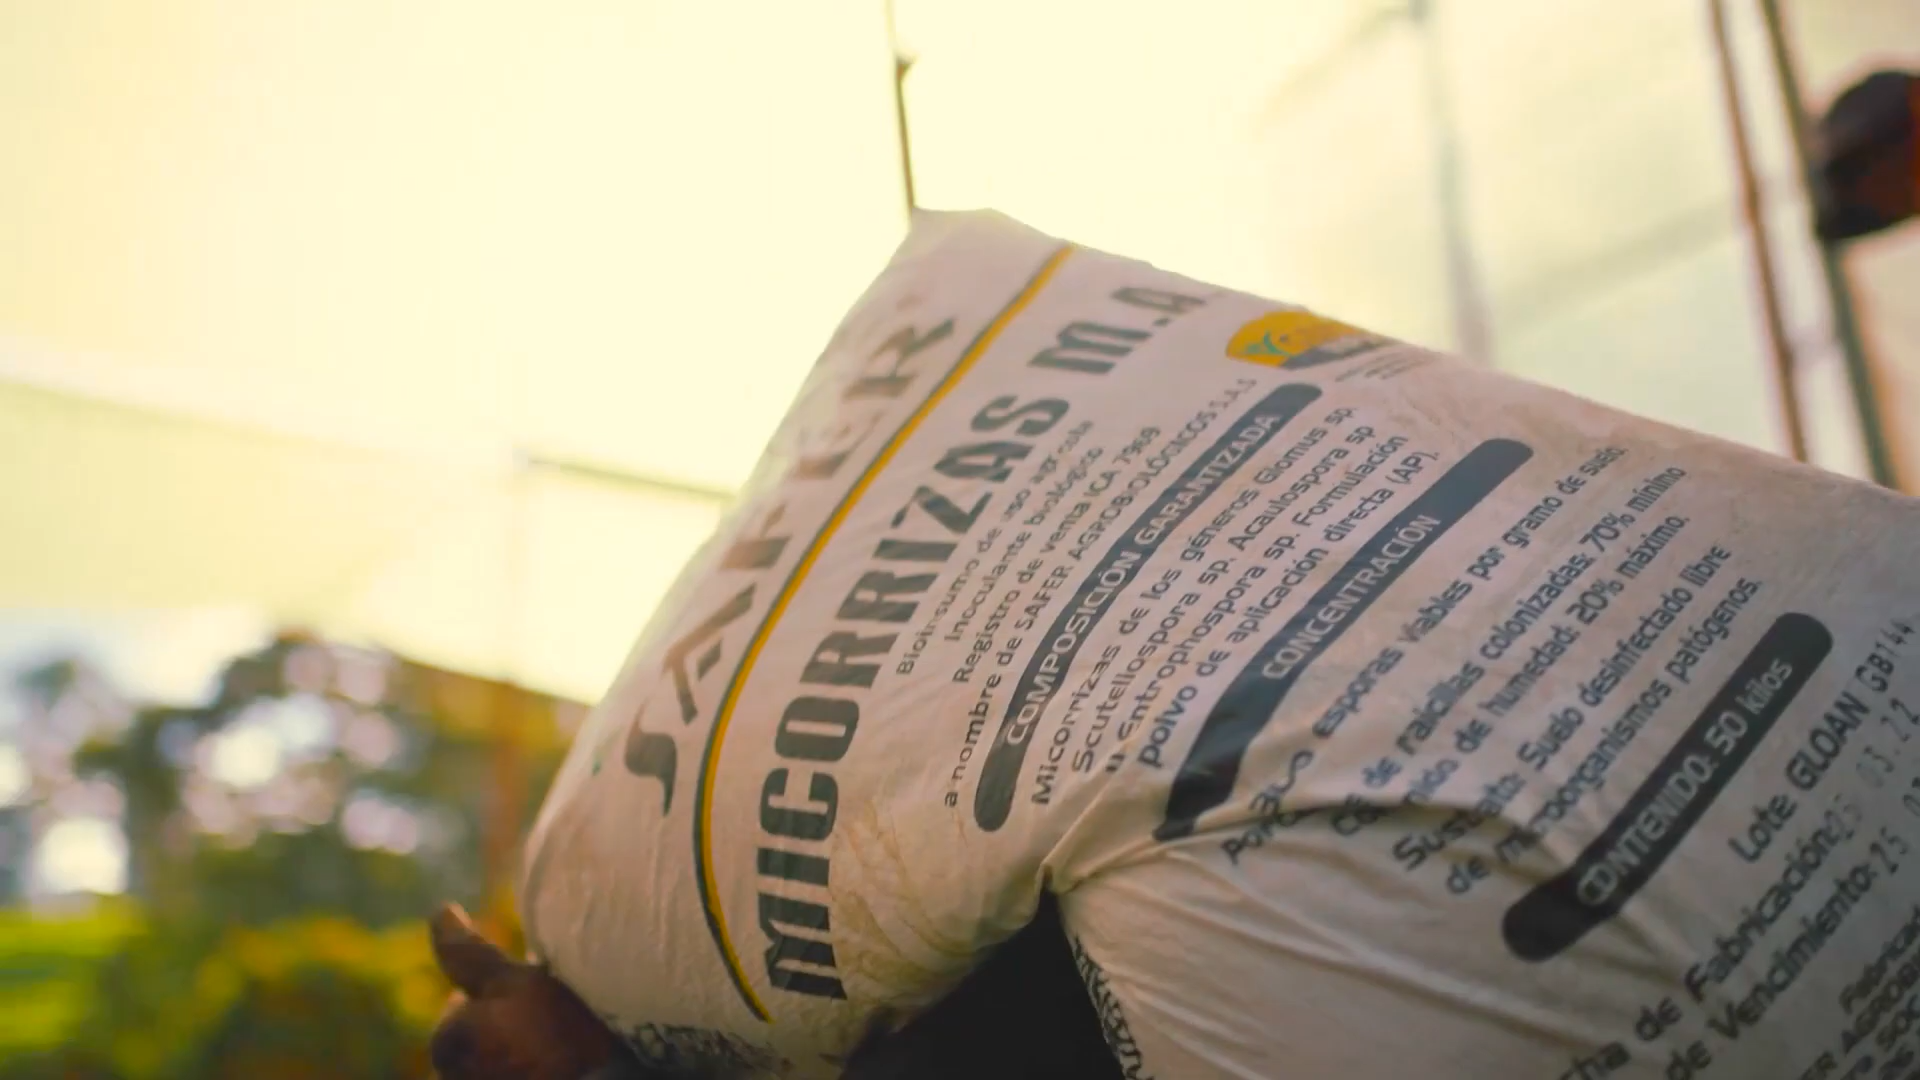 SAFER
MICORRIZAS M.A.
Bioinsumo de uso agrícola
Inoculante biológico
Registro de venta ICA 7969
a nombre de SAFER AGROBIOLÓGICOS S.A.S
COMPOSICIÓN GARANTIZADA
Micorrizas de los géneros Glomus sp.
Scutellospora sp, Acaulospora sp
y Entrophospora sp. Formulación
polvo de aplicación directa (AP).
CONCENTRACIÓN
esporas viables por gramo de suelo.
de raicillas colonizadas: 70% mínimo
de humedad: 20% máximo.
Suelo desinfectado libre
de microorganismos patógenos.
CONTENIDO: 50 kilos
Lote GLOAN GB144
de Fabricación: 03.22
de Vencimiento: 25